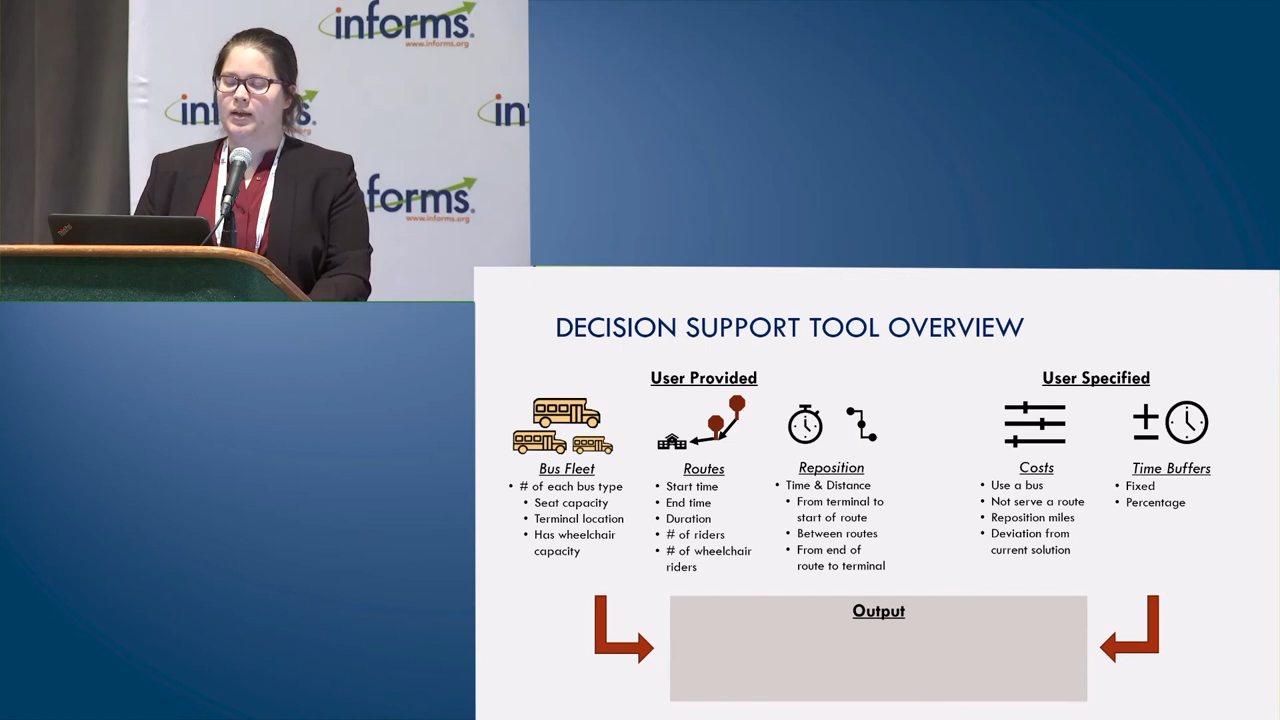 informs.
www.informs.org
informs.
in
forms.
www.informs.org
DECISION SUPPORT TOOL OVERVIEW
User Provided
User Specified
Bus Fleet
• # of each bus type
• Seat capacity
• Terminal location
• Has wheelchair
capacity
Routes
• Start time
• End time
• Duration
• # of riders
• # of wheelchair
riders
Reposition
• Time & Distance
• From terminal to
start of route
• Between routes
• From end of
route to terminal
Costs
• Use a bus
• Not serve a route
• Reposition miles
• Deviation from
current solution
Time Buffers
• Fixed
• Percentage
Output